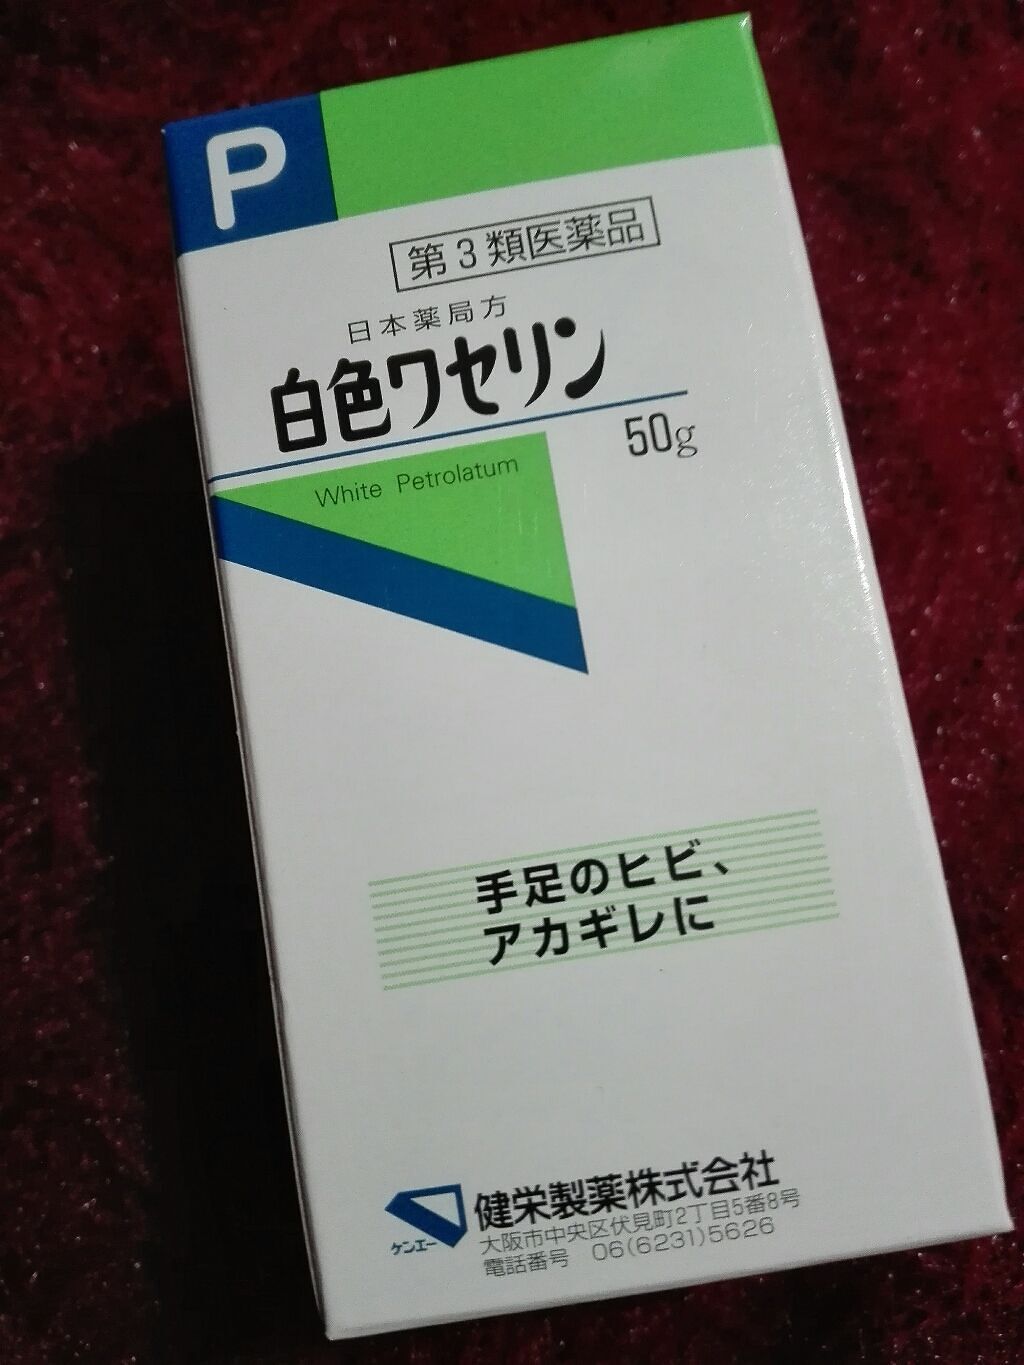 P
第3類医薬品
日本薬局方
白色ワセリン
50g
White Petrolatum
手足のヒビ、
アカギレに
ケンエー
健栄製薬株式会社
大阪市中央区伏見町2丁目5番8号
電話番号 06(6231)5626